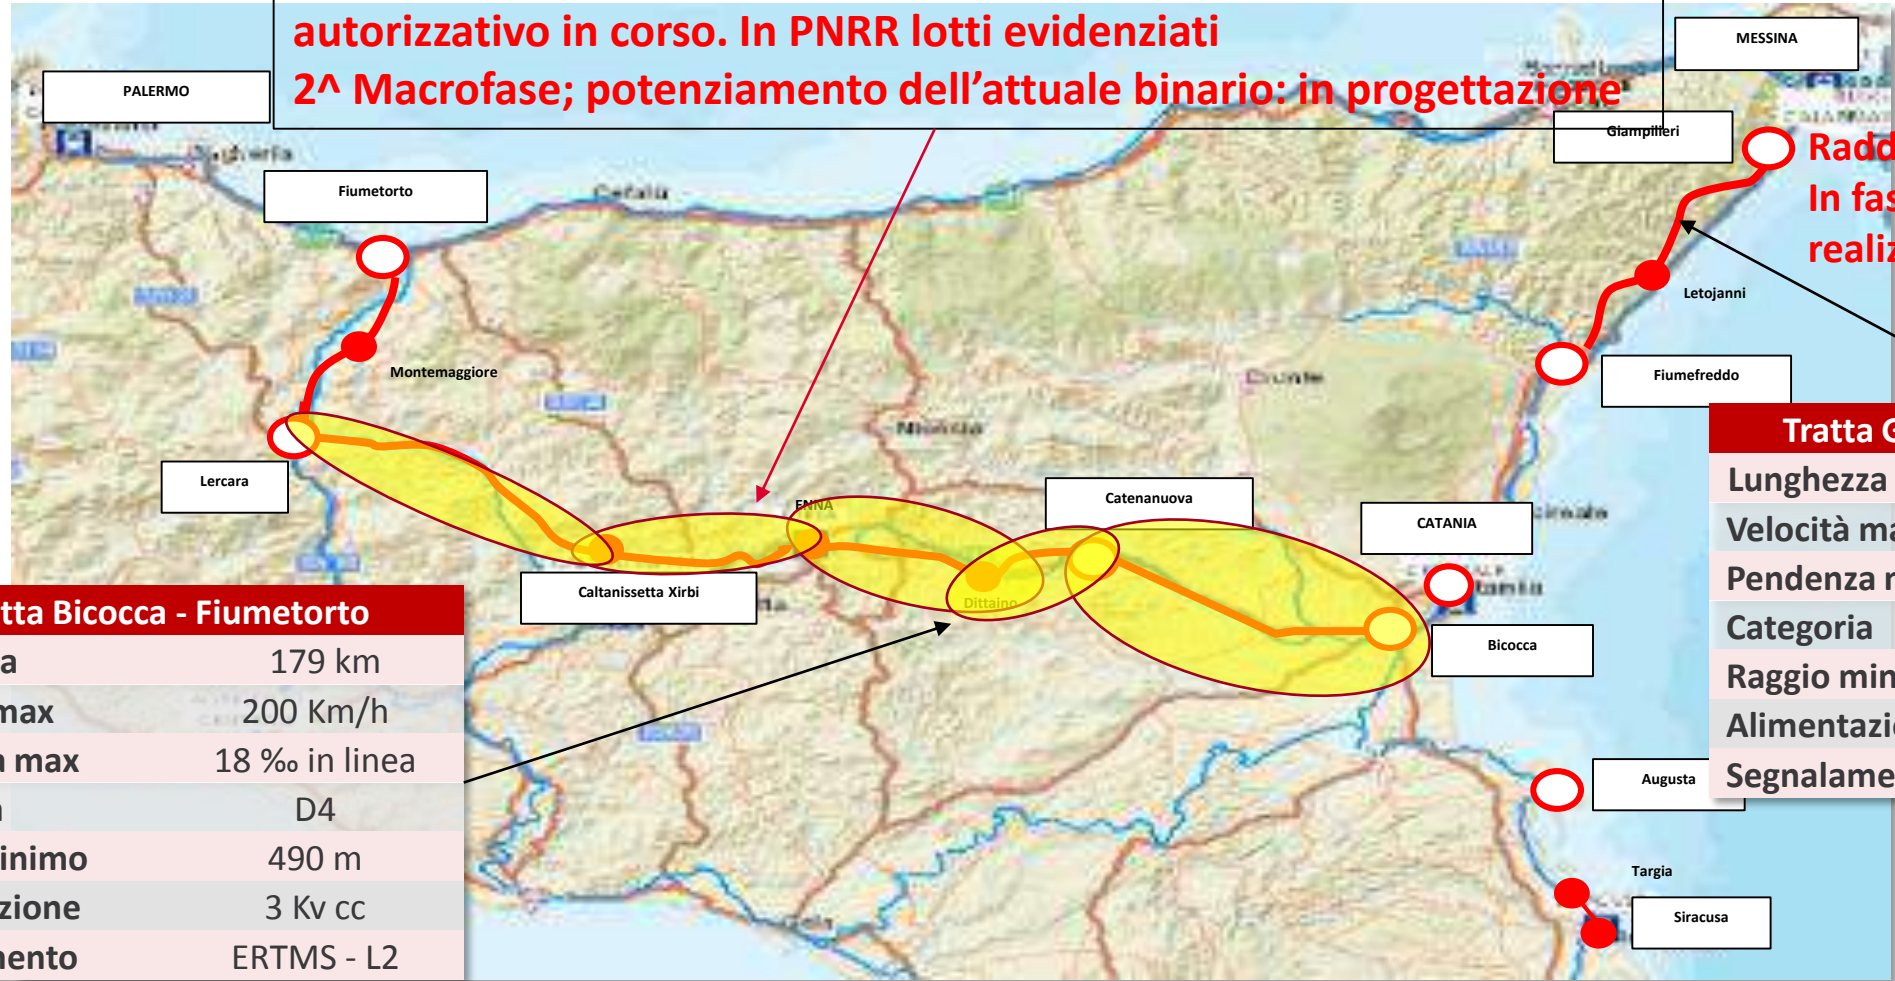 autorizzativo in corso. In PNRR lotti evidenziati
2^ Macrofase; potenziamento dell'attuale binario: in progettazione
MESSINA
PALERMO
Giampilieri
Radd
In fas
realiz
Fiumetorto
Letojanni
Montemaggiore
Fiumefreddo
Lercara
ENNA
Catenanuova
CATANIA
Caltanissetta Xirbi
Dittaino
Bicocca
Augusta
Targia
Siracusa
tta Bicocca - Fiumetorto
a 179 km
max 200 Km/h
a max 18 ‰ in linea
a D4
inimo 490 m
zione 3 Kv cc
mento ERTMS - L2
Tratta G
Lunghezza
Velocità ma
Pendenza m
Categoria
Raggio min
Alimentazio
Segnalame